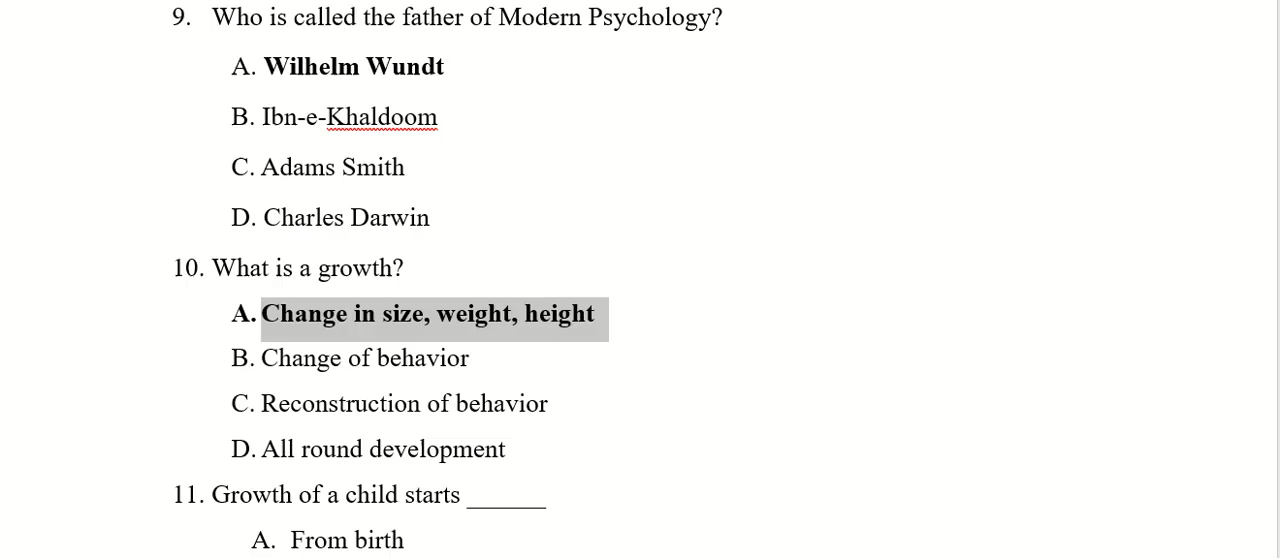 9. Who is called the father of Modern Psychology?
A. Wilhelm Wundt
B. Ibn-e-Khaldoom
C. Adams Smith
D. Charles Darwin
10. What is a growth?
A. Change in size, weight, height
B. Change of behavior
C. Reconstruction of behavior
D. All round development
11. Growth of a child starts ______
A. From birth